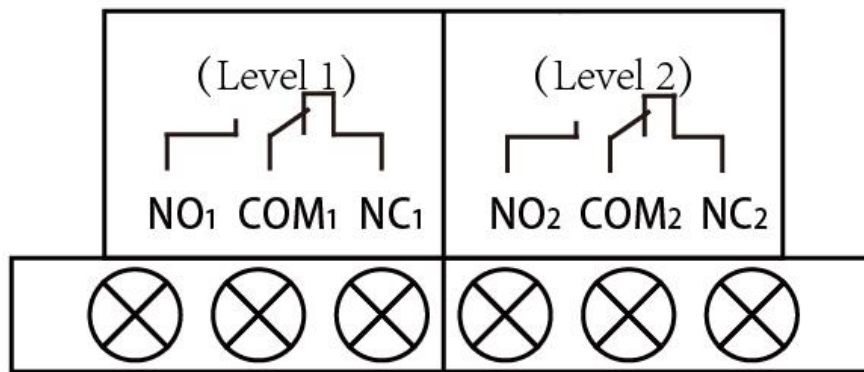 (Level 1) (Level 2)
NO₁ COM₁ NC₁ NO₂ COM₂ NC₂